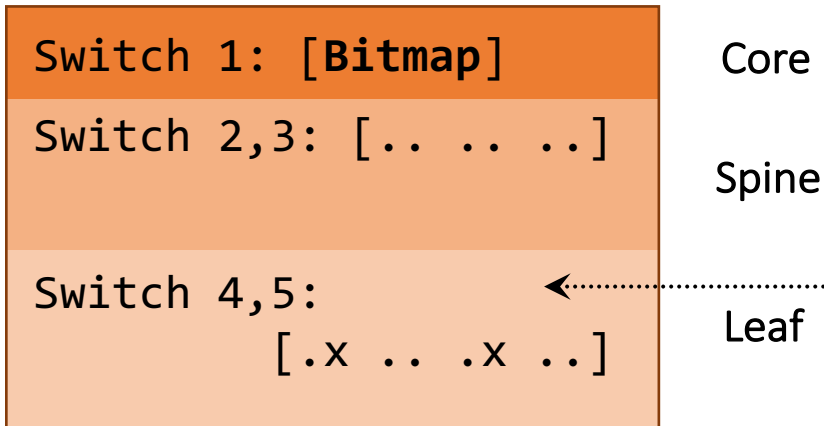 Switch 1: [Bitmap]
Core
Switch 2,3: [.. .. ..]
Spine
Switch 4,5:
Leaf
[.x .. .x ..]